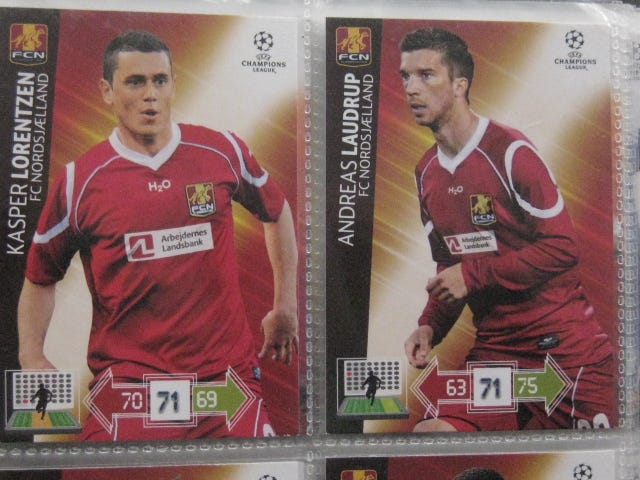 FCN
CHAMPIONS
LEAGUE
KASPER LORENTZEN
FC NORDSJÆLLAND
H2O
FCN
Arbejdernes
Landsbank
70 71 69
FCN
CHAMPIONS
LEAGUE
ANDREAS LAUDRUP
FC NORDSJÆLLAND
H2O
FCN
Arbejdernes
Landsbank
63 71 75